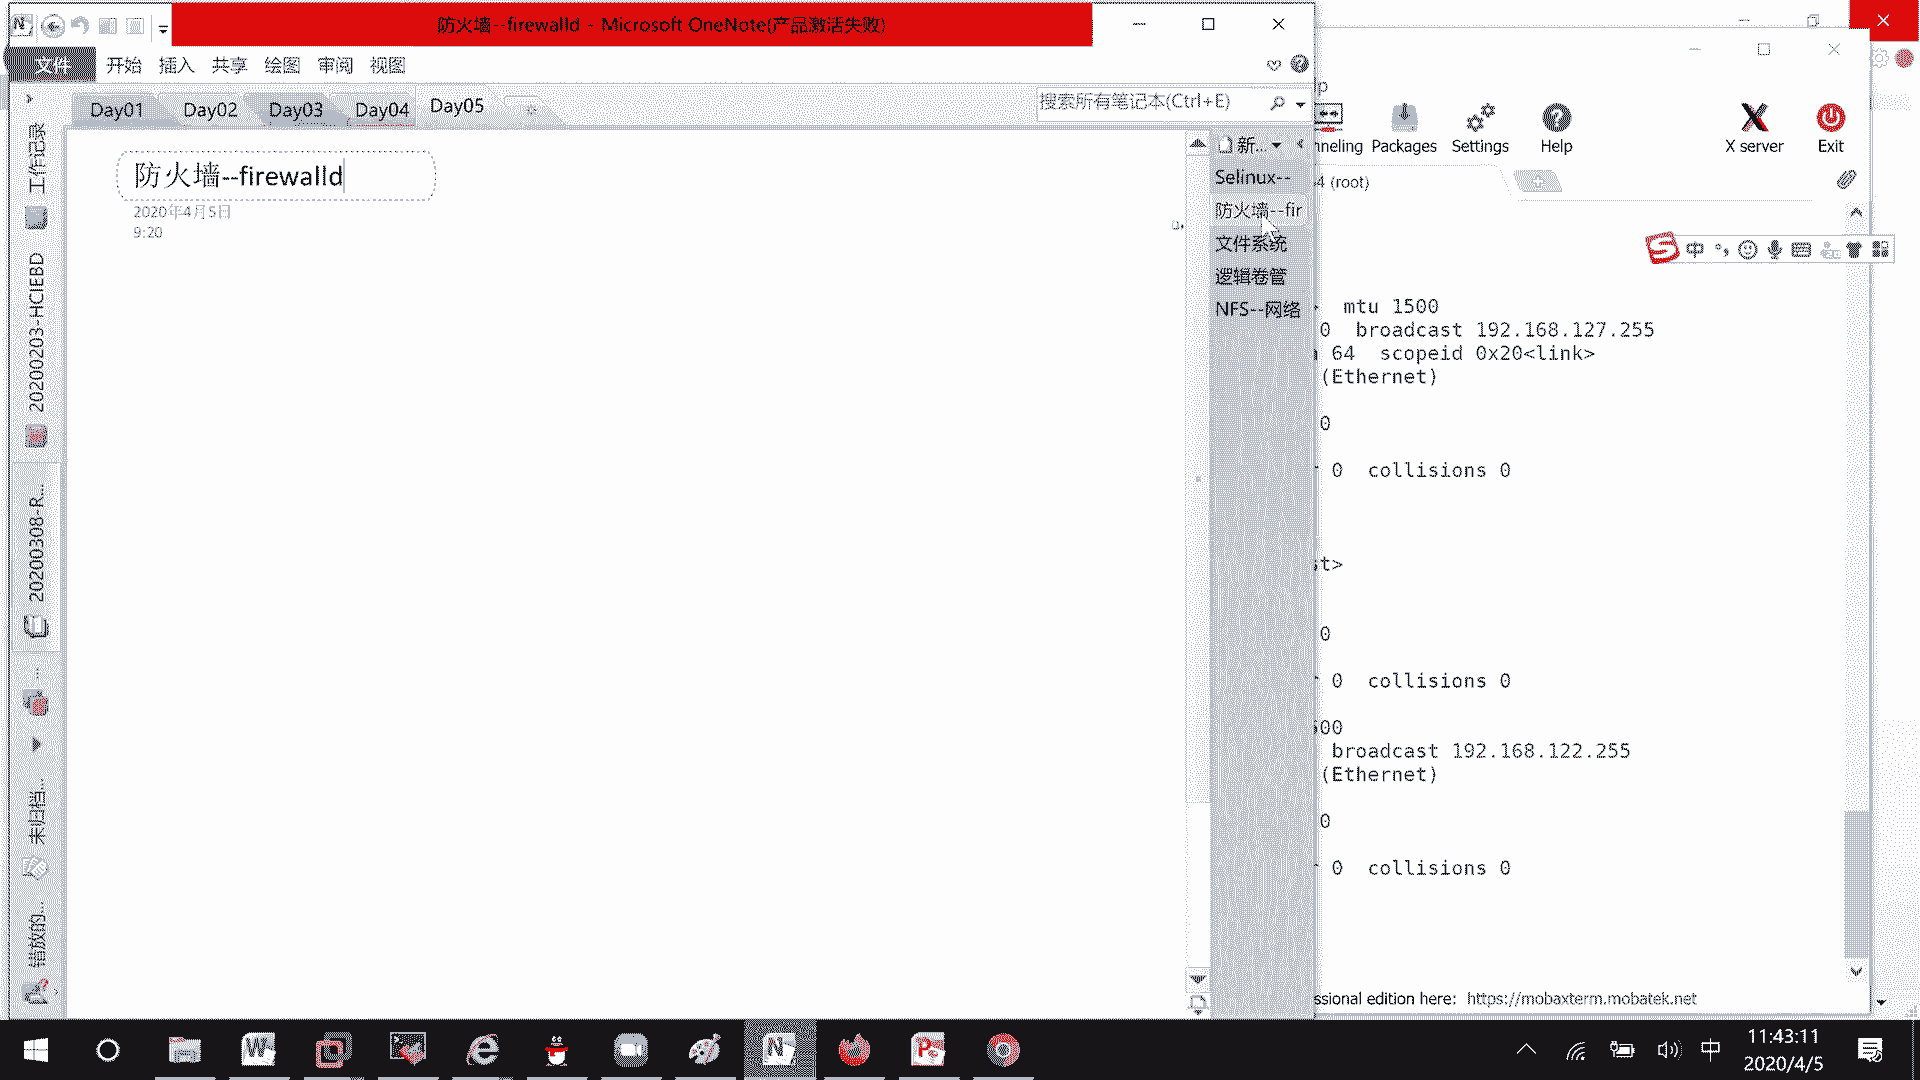 防火墙--firewalld - Microsoft OneNote(产品激活失败)
文件 开始 插入 共享 绘图 审阅 视图
Day01 Day02 Day03 Day04 Day05
搜索所有笔记本(Ctrl+E)
防火墙--firewalld
2020年4月5日
9:20
新...
Selinux--
防火墙--fir
文件系统
逻辑卷管
NFS--网络
工作记录
20200203-HCIEBD
20200308-R...
未归档...
错放的...
p
nneling Packages Settings Help X server Exit
4 (root)
中
mtu 1500
0 broadcast 192.168.127.255
64 scopeid 0x20<link>
(Ethernet)
0
0 collisions 0
st>
0
0 collisions 0
500
broadcast 192.168.122.255
(Ethernet)
0
0 collisions 0
ssional edition here: https://mobaxterm.mobatek.net
中
11:43:11
2020/4/5